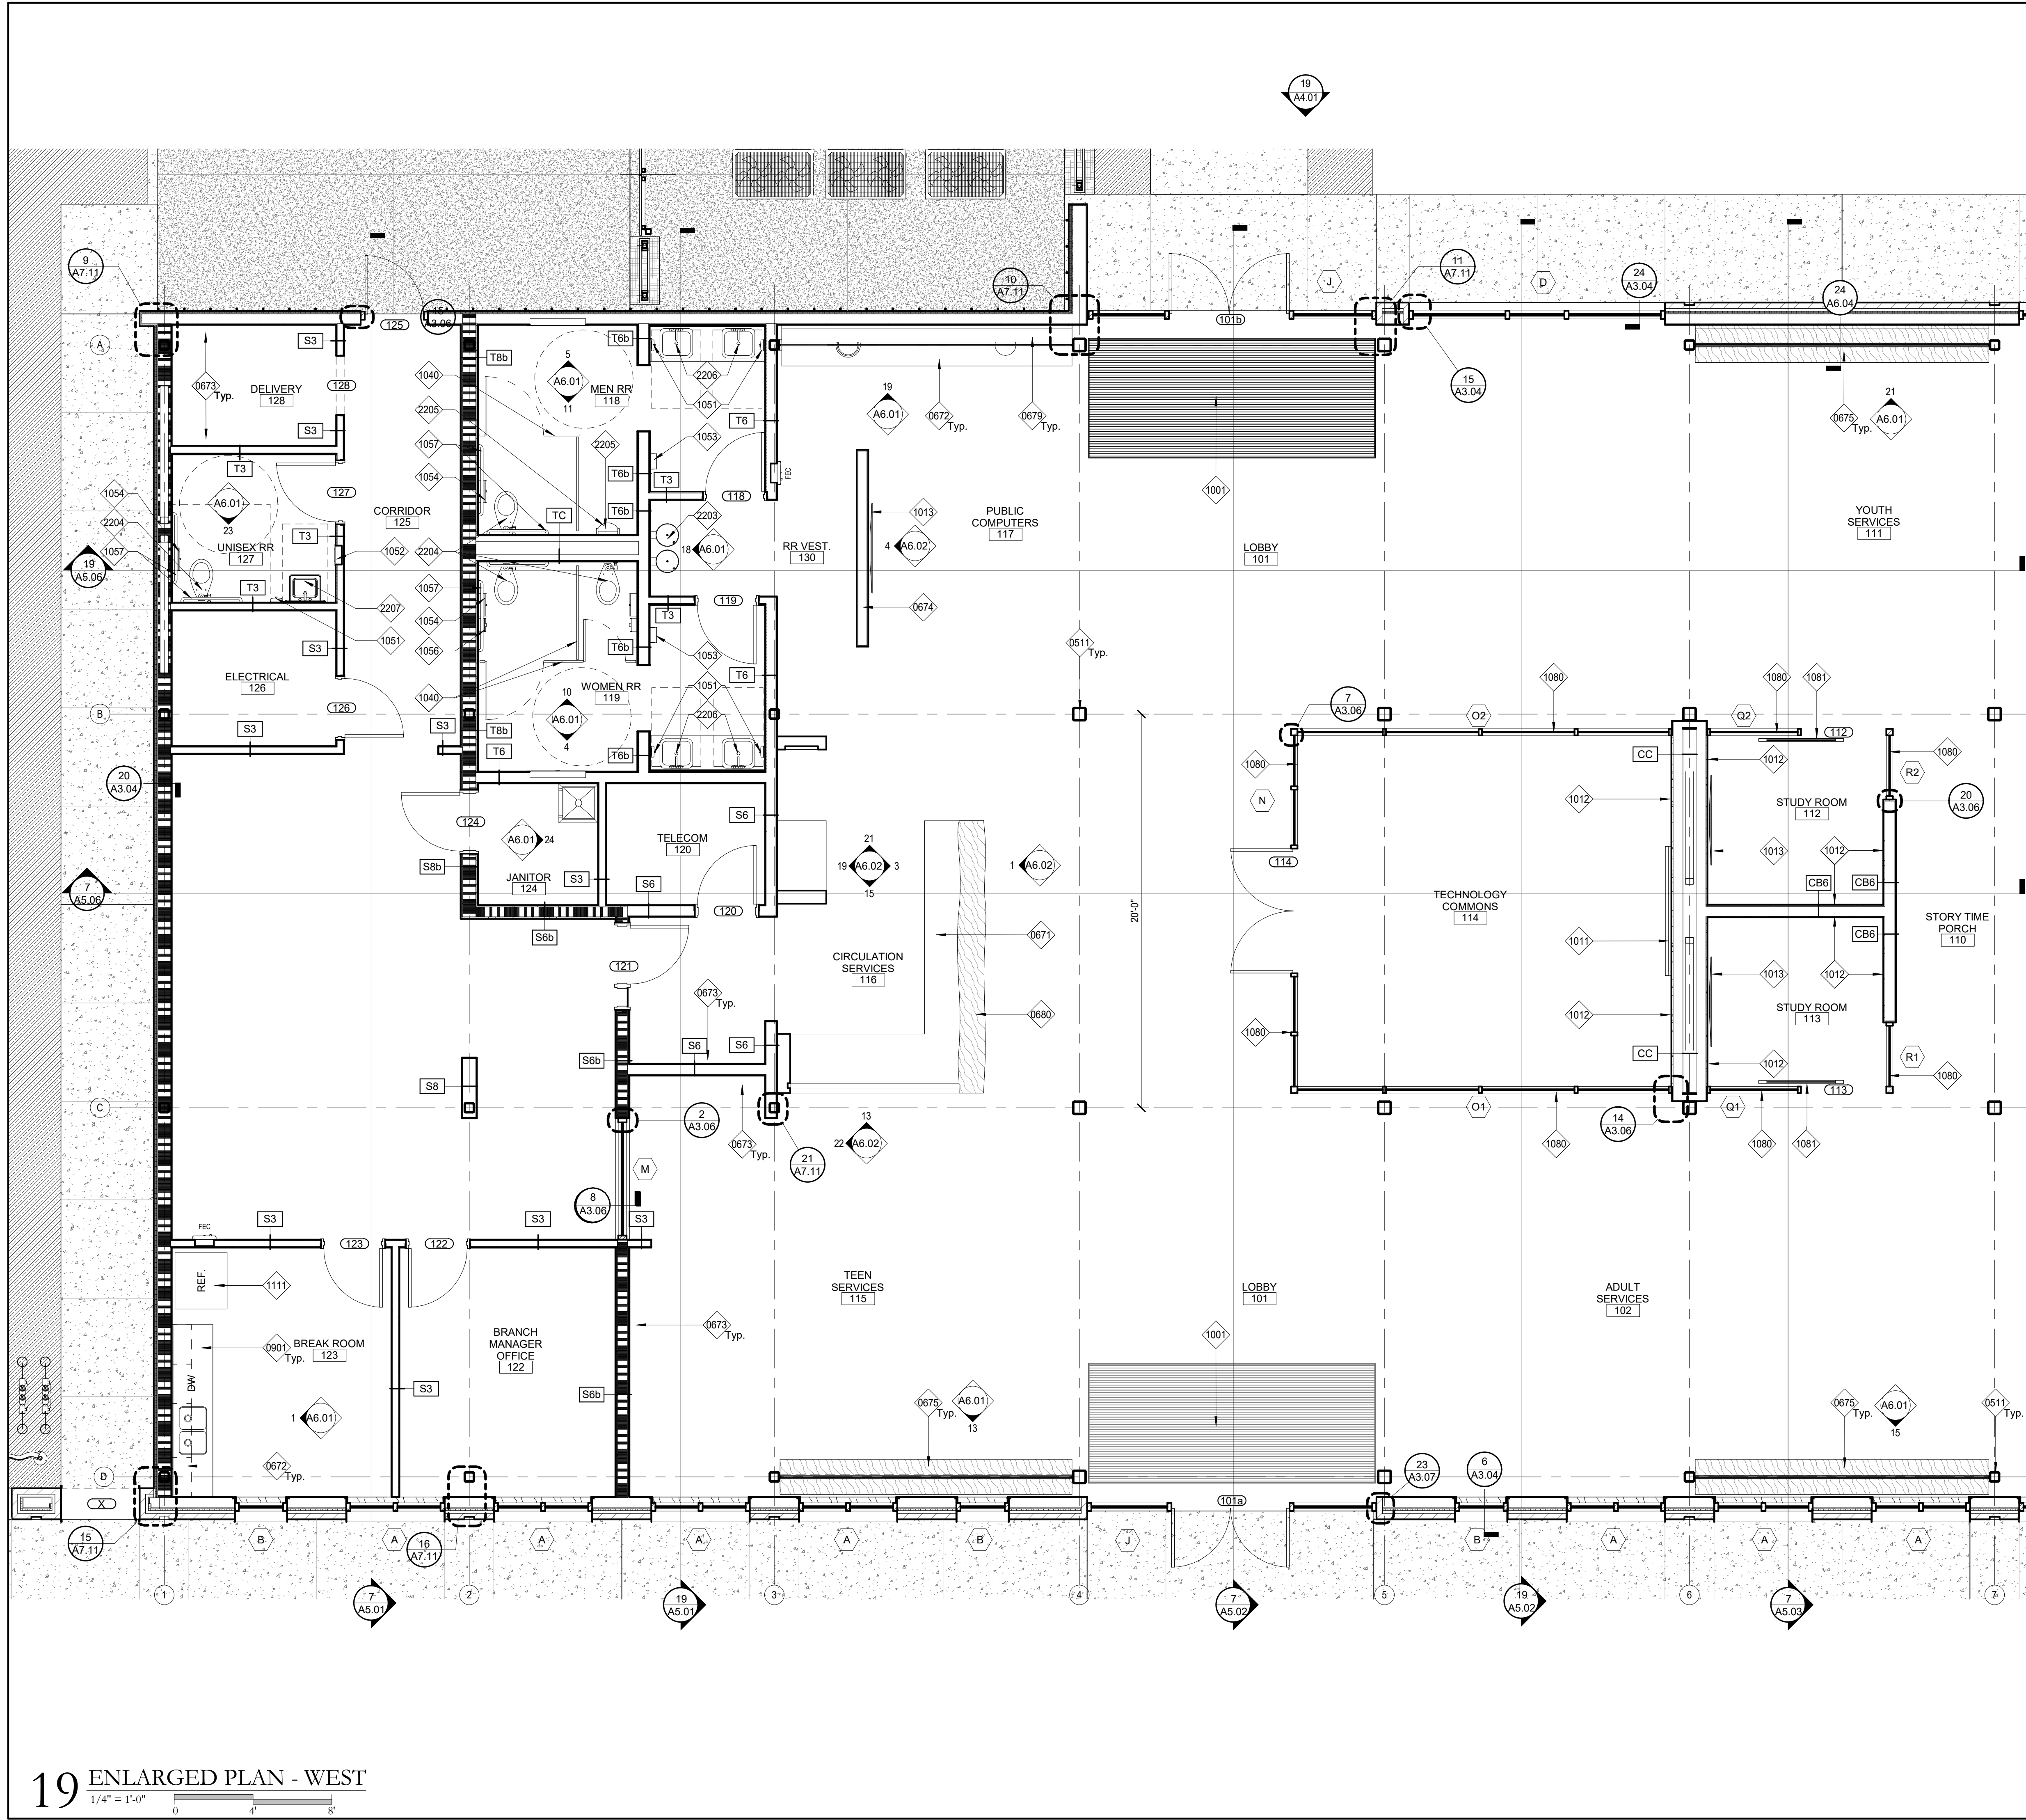 19
A4.01
9
A7.11
10
A7.11
11
A7.11
J
D
24
A3.04
24
A6.04
125
15
A3.06
101b
A
S3
T6b
T8b
5
A6.01
11
MEN RR
118
2206
1040
0673
Typ.
DELIVERY
128
128
2205
1051
19
A6.01
0672
Typ.
0679
Typ.
15
A3.04
0675
Typ.
21
A6.01
S3
T6
1057
2205
1053
T3
T6b
T3
FEC
1054
127
1054
118
1001
A6.01
23
CORRIDOR
125
T6b
2203
1013
PUBLIC
COMPUTERS
117
YOUTH
SERVICES
111
2204
T3
TC
UNISEX RR
127
1057
1052
2204
18
A6.01
RR VEST.
130
4
A6.02
LOBBY
101
19
A5.06
T3
1057
119
2207
0674
T3
1054
1051
S3
1056
T6b
1053
0511
Typ.
ELECTRICAL
126
1040
10
A6.01
4
WOMEN RR
119
T6
1051
1080
1080
1081
126
B
2206
7
A3.06
O2
Q2
112
S3
S3
T8b
T6
T6b
CC
1012
1080
1080
R2
20
A3.04
N
1012
STUDY ROOM
112
20
A3.06
124
A6.01
24
TELECOM
120
S6
21
19
A6.02
3
15
1
A6.02
114
1013
1012
S8b
JANITOR
124
S3
S6
7
A5.06
CB6
CB6
TECHNOLOGY
COMMONS
114
20'-0"
120
STORY TIME
PORCH
110
S6b
CB6
0671
1011
121
CIRCULATION
SERVICES
116
1013
1012
0673
Typ.
0680
1012
STUDY ROOM
113
1080
S6
S6
S6b
CC
1012
R1
1080
S8
113
C
O1
Q1
2
A3.06
13
22
A6.02
0673
Typ.
14
A3.06
1080
1080
1081
21
A7.11
M
8
A3.06
FEC
S3
S3
S3
123
122
REF.
1111
TEEN
SERVICES
115
LOBBY
101
ADULT
SERVICES
102
0673
Typ.
1001
BRANCH
MANAGER
OFFICE
122
0901
Typ.
BREAK ROOM
123
DW
S3
S6b
0675
Typ.
A6.01
13
0675
Typ.
A6.01
15
0511
Typ.
1
A6.01
0672
Typ.
D
23
A3.07
6
A3.04
X
101a
15
A7.11
B
A
16
A7.11
A
A
A
B
J
B
A
A
A
1
7
A5.01
2
19
A5.01
3
4
7
A5.02
5
19
A5.02
6
7
A5.03
7
19 ENLARGED PLAN - WEST
1/4" = 1'-0"
0 4' 8'